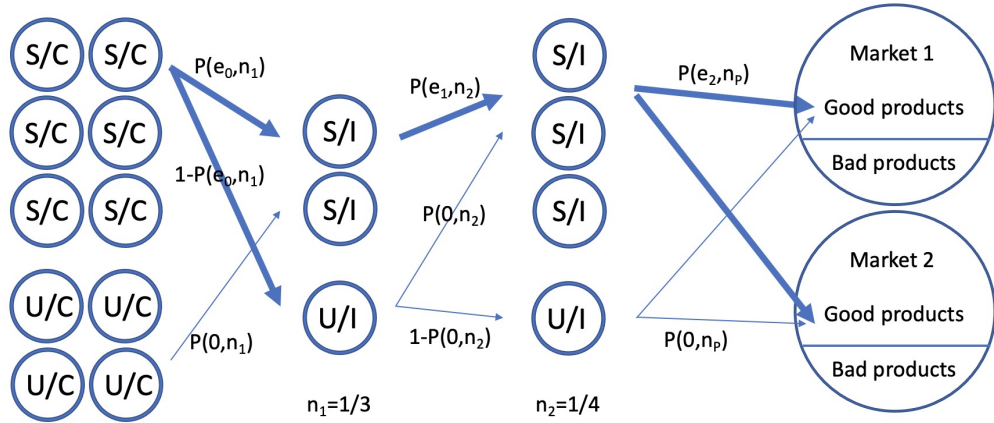 S/C S/C
S/C S/C
S/C S/C
U/C U/C
U/C U/C
P(e₀,n₁)
1-P(e₀,n₁)
P(0,n₁)
S/I
S/I
U/I
n₁=1/3
P(e₁,n₂)
P(0,n₂)
1-P(0,n₂)
S/I
S/I
S/I
U/I
n₂=1/4
P(e₂,nₚ)
P(0,nₚ)
Market 1
Good products
Bad products
Market 2
Good products
Bad products